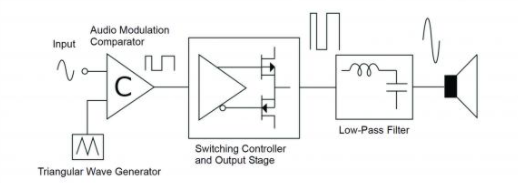 Audio Modulation
Comparator
Input
C
Low-Pass Filter
Switching Controller
and Output Stage
Triangular Wave Generator